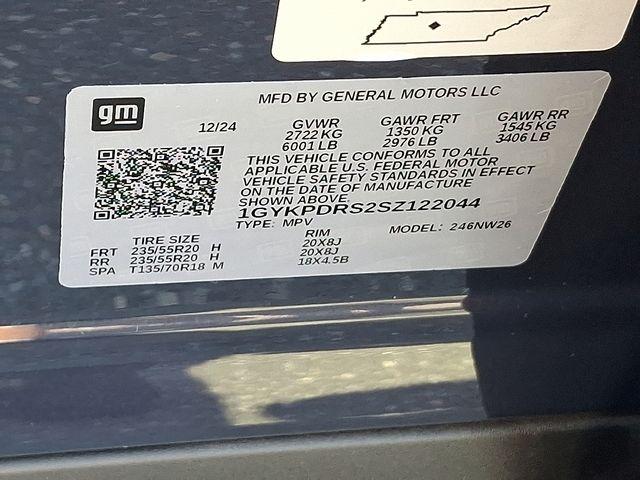 gm
MFD BY GENERAL MOTORS LLC
12/24 GVWR GAWR FRT GAWR RR
2722 KG 1350 KG 1545 KG
6001 LB 2976 LB 3406 LB
THIS VEHICLE CONFORMS TO ALL
APPLICABLE U.S. FEDERAL MOTOR
VEHICLE SAFETY STANDARDS IN EFFECT
ON THE DATE OF MANUFACTURE
SHOWN ABOVE.
1GYKPDRS2SZ122044
TYPE: MPV MODEL: 246NW26
TIRE SIZE RIM
FRT 235/55R20 H 20X8J
RR 235/55R20 H 20X8J
SPA T135/70R18 M 18X4.5B